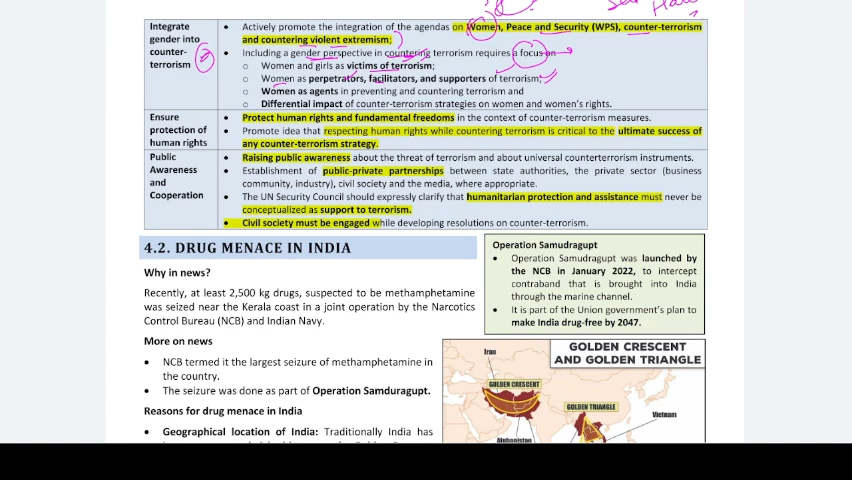 Integrate
gender into
counter-
terrorism
• Actively promote the integration of the agendas on Women, Peace and Security (WPS), counter-terrorism
and countering violent extremism;
• Including a gender perspective in countering terrorism requires a focus on
o Women and girls as victims of terrorism;
o Women as perpetrators, facilitators, and supporters of terrorism;
o Women as agents in preventing and countering terrorism and
o Differential impact of counter-terrorism strategies on women and women's rights.
Ensure
protection of
human rights
• Protect human rights and fundamental freedoms in the context of counter-terrorism measures.
• Promote idea that respecting human rights while countering terrorism is critical to the ultimate success of
any counter-terrorism strategy.
Public
Awareness
and
Cooperation
• Raising public awareness about the threat of terrorism and about universal counterterrorism instruments.
• Establishment of public-private partnerships between state authorities, the private sector (business
community, industry), civil society and the media, where appropriate.
• The UN Security Council should expressly clarify that humanitarian protection and assistance must never be
conceptualized as support to terrorism.
• Civil society must be engaged while developing resolutions on counter-terrorism.
4.2. DRUG MENACE IN INDIA
Why in news?
Recently, at least 2,500 kg drugs, suspected to be methamphetamine
was seized near the Kerala coast in a joint operation by the Narcotics
Control Bureau (NCB) and Indian Navy.
More on news
• NCB termed it the largest seizure of methamphetamine in
the country.
• The seizure was done as part of Operation Samduragupt.
Reasons for drug menace in India
• Geographical location of India: Traditionally India has
Operation Samudragupt
• Operation Samudragupt was launched by
the NCB in January 2022, to intercept
contraband that is brought into India
through the marine channel.
• It is part of the Union government's plan to
make India drug-free by 2047.
GOLDEN CRESCENT
AND GOLDEN TRIANGLE
Iran
GOLDEN CRESCENT
GOLDEN TRIANGLE
Vietnam
Afghanistan